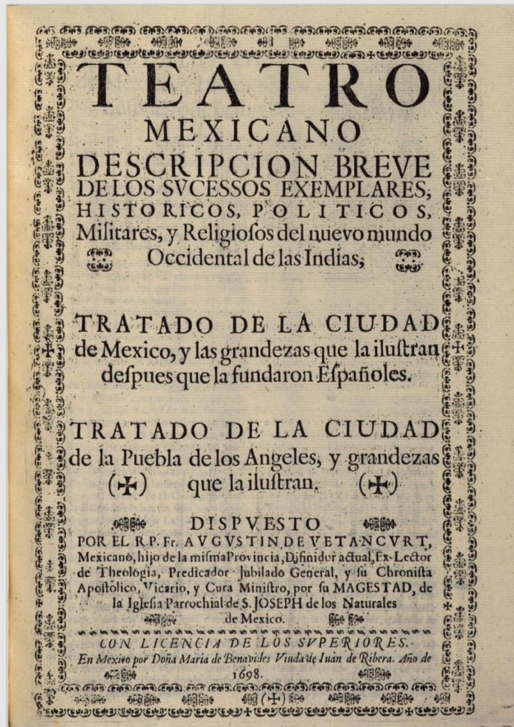 TEATRO
MEXICANO
DESCRIPCION BREVE
DE LOS SVCESSOS EXEMPLARES,
HISTORICOS, POLITICOS,
Militares, y Religiosos del nuevo mundo
Occidental de las Indias,
TRATADO DE LA CIUDAD
de Mexico, y las grandezas que la ilustran
despues que la fundaron Españoles.
TRATADO DE LA CIUDAD
de la Puebla de los Angeles, y grandezas
que la ilustran.
DISPVESTO
POR EL R.P. Fr. AVGVSTIN DE VETANCVRT,
Mexicano, hijo de la misma Provincia, Difinidor actual, Ex-Lector
de Theologia, Predicador Jubilado General, y su Chronista
Apostolico, Vicario, y Cura Ministro, por su MAGESTAD, de
la Iglesia Parrochial de S. JOSEPH de los Naturales
de Mexico.
CON LICENCIA DE LOS SVPERIORES.
En Mexico por Doña Maria de Benavides Viuda de Iuan de Ribera. Año de
1698.